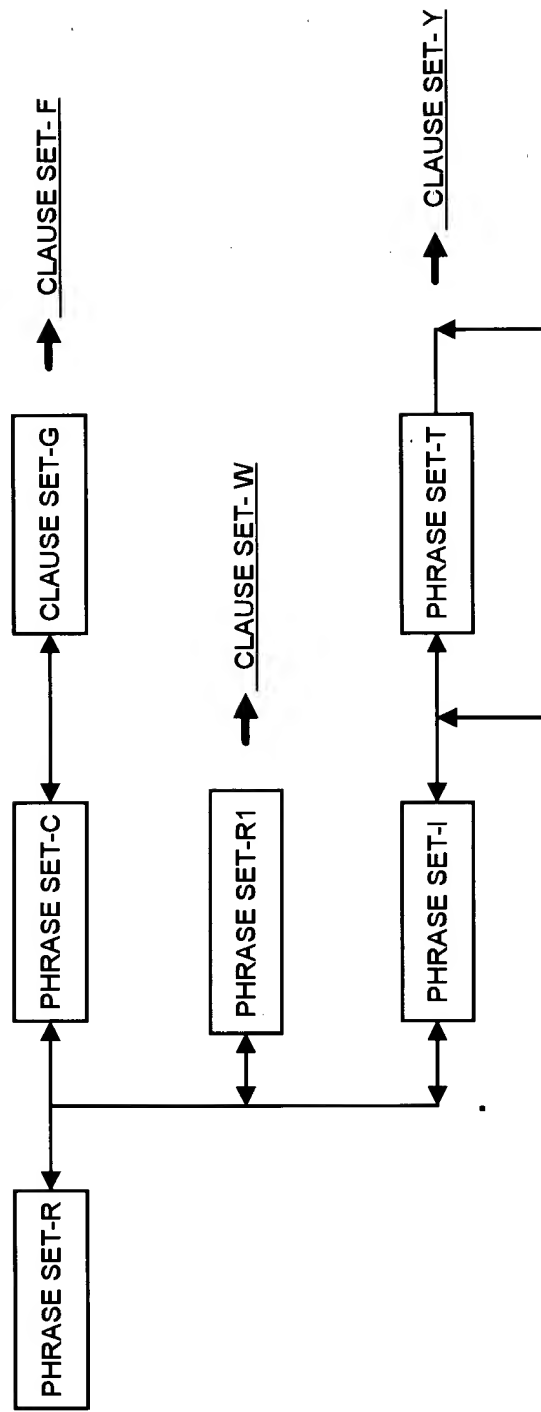 PHRASE SET-R
PHRASE SET-C
CLAUSE SET-G
CLAUSE SET- F
PHRASE SET-R1
CLAUSE SET- W
PHRASE SET-I
PHRASE SET-T
CLAUSE SET- Y